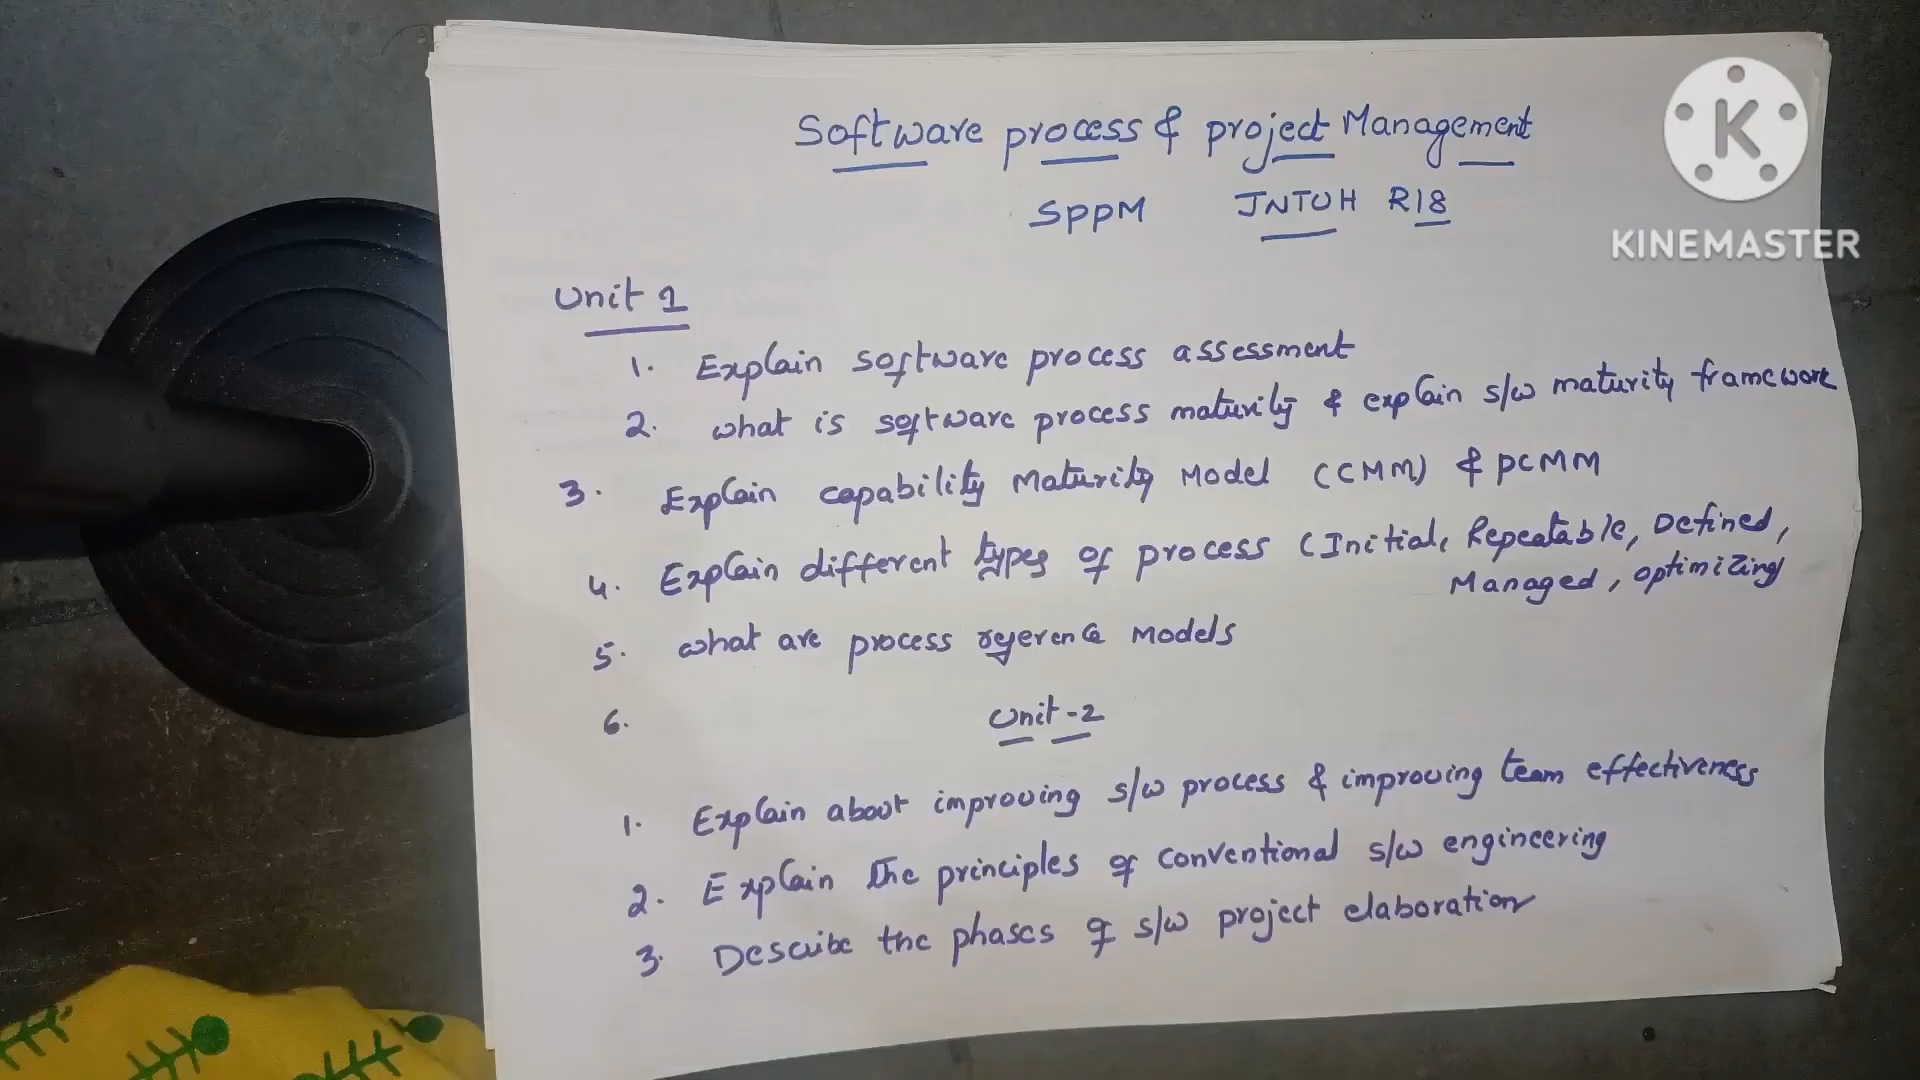 Software process & project Management
SPPM JNTUH R18
K
KINEMASTER
Unit 1
1. Explain software process assessment
2. what is software process maturity & explain s/w maturity framework
3. Explain capability Maturity Model (CMM) & PCMM
4. Explain different types of process (Initial, Repeatable, Defined,
Managed, optimizing
5. what are process reference Models
6. Unit-2
1. Explain about improving s/w process & improving team effectiveness
2. Explain the principles of conventional s/w engineering
3. Describe the phases of s/w project elaboration